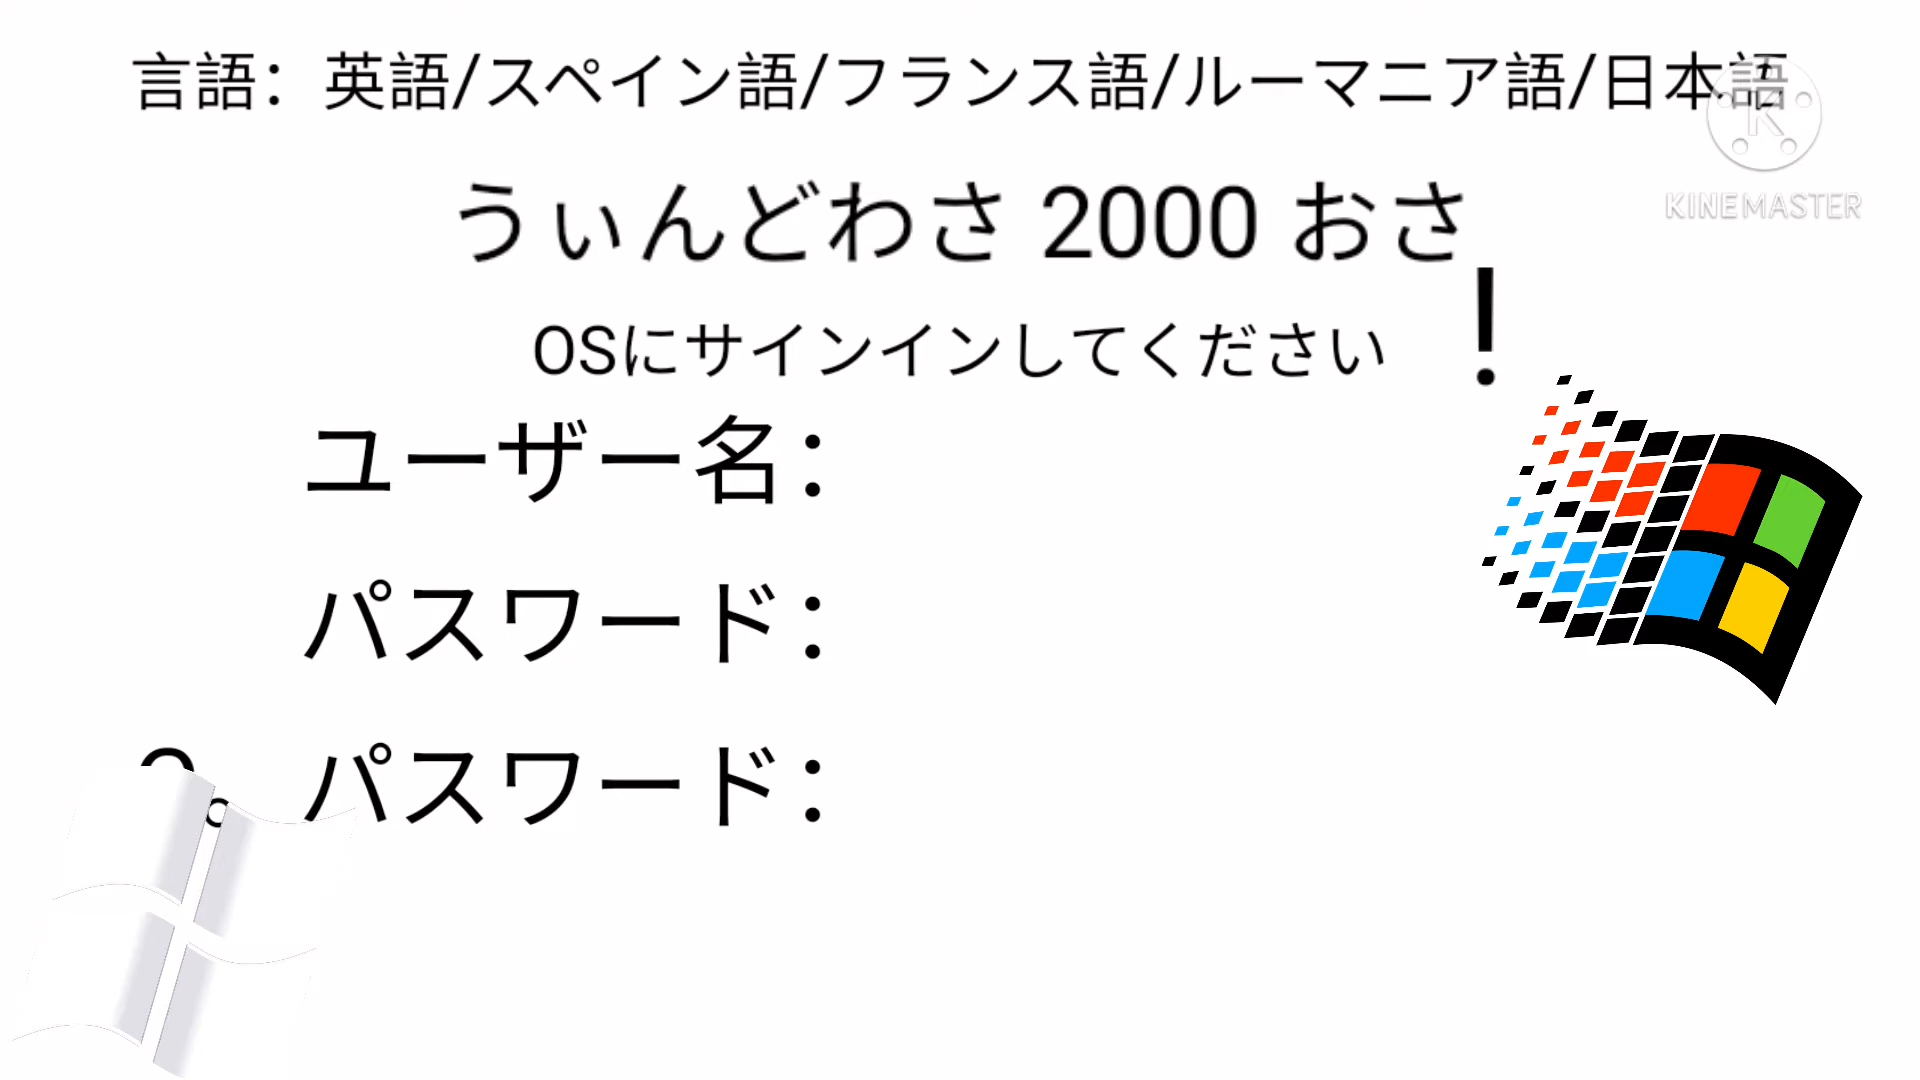 言語：英語/スペイン語/フランス語/ルーマニア語/日本語
KINEMASTER
うぃんどわさ 2000 おさ
！
OSにサインインしてください
ユーザー名：
パスワード：
パスワード：